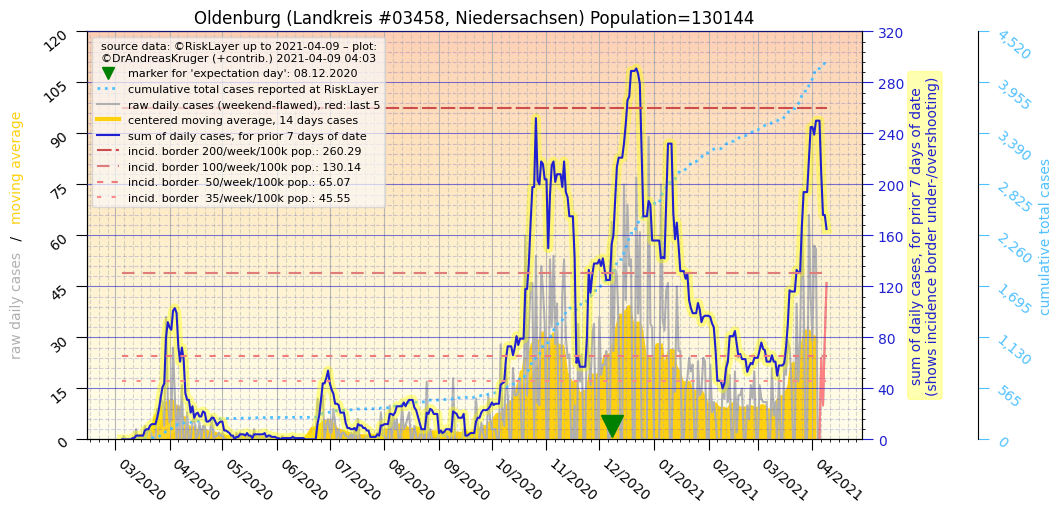 Oldenburg (Landkreis #03458, Niedersachsen) Population=130144
source data: ©RiskLayer up to 2021-04-09 – plot:
©DrAndreasKruger (+contrib.) 2021-04-09 04:03
marker for 'expectation day': 08.12.2020
cumulative total cases reported at RiskLayer
raw daily cases (weekend-flawed), red: last 5
centered moving average, 14 days cases
sum of daily cases, for prior 7 days of date
incid. border 200/week/100k pop.: 260.29
incid. border 100/week/100k pop.: 130.14
incid. border 50/week/100k pop.: 65.07
incid. border 35/week/100k pop.: 45.55
raw daily cases / moving average
120
105
90
75
60
45
30
15
0
03/2020
04/2020
05/2020
06/2020
07/2020
08/2020
09/2020
10/2020
11/2020
12/2020
01/2021
02/2021
03/2021
04/2021
320
280
240
200
160
120
80
40
0
sum of daily cases, for prior 7 days of date
(shows incidence border under-/overshooting)
4,520
3,955
3,390
2,825
2,260
1,695
1,130
565
0
cumulative total cases